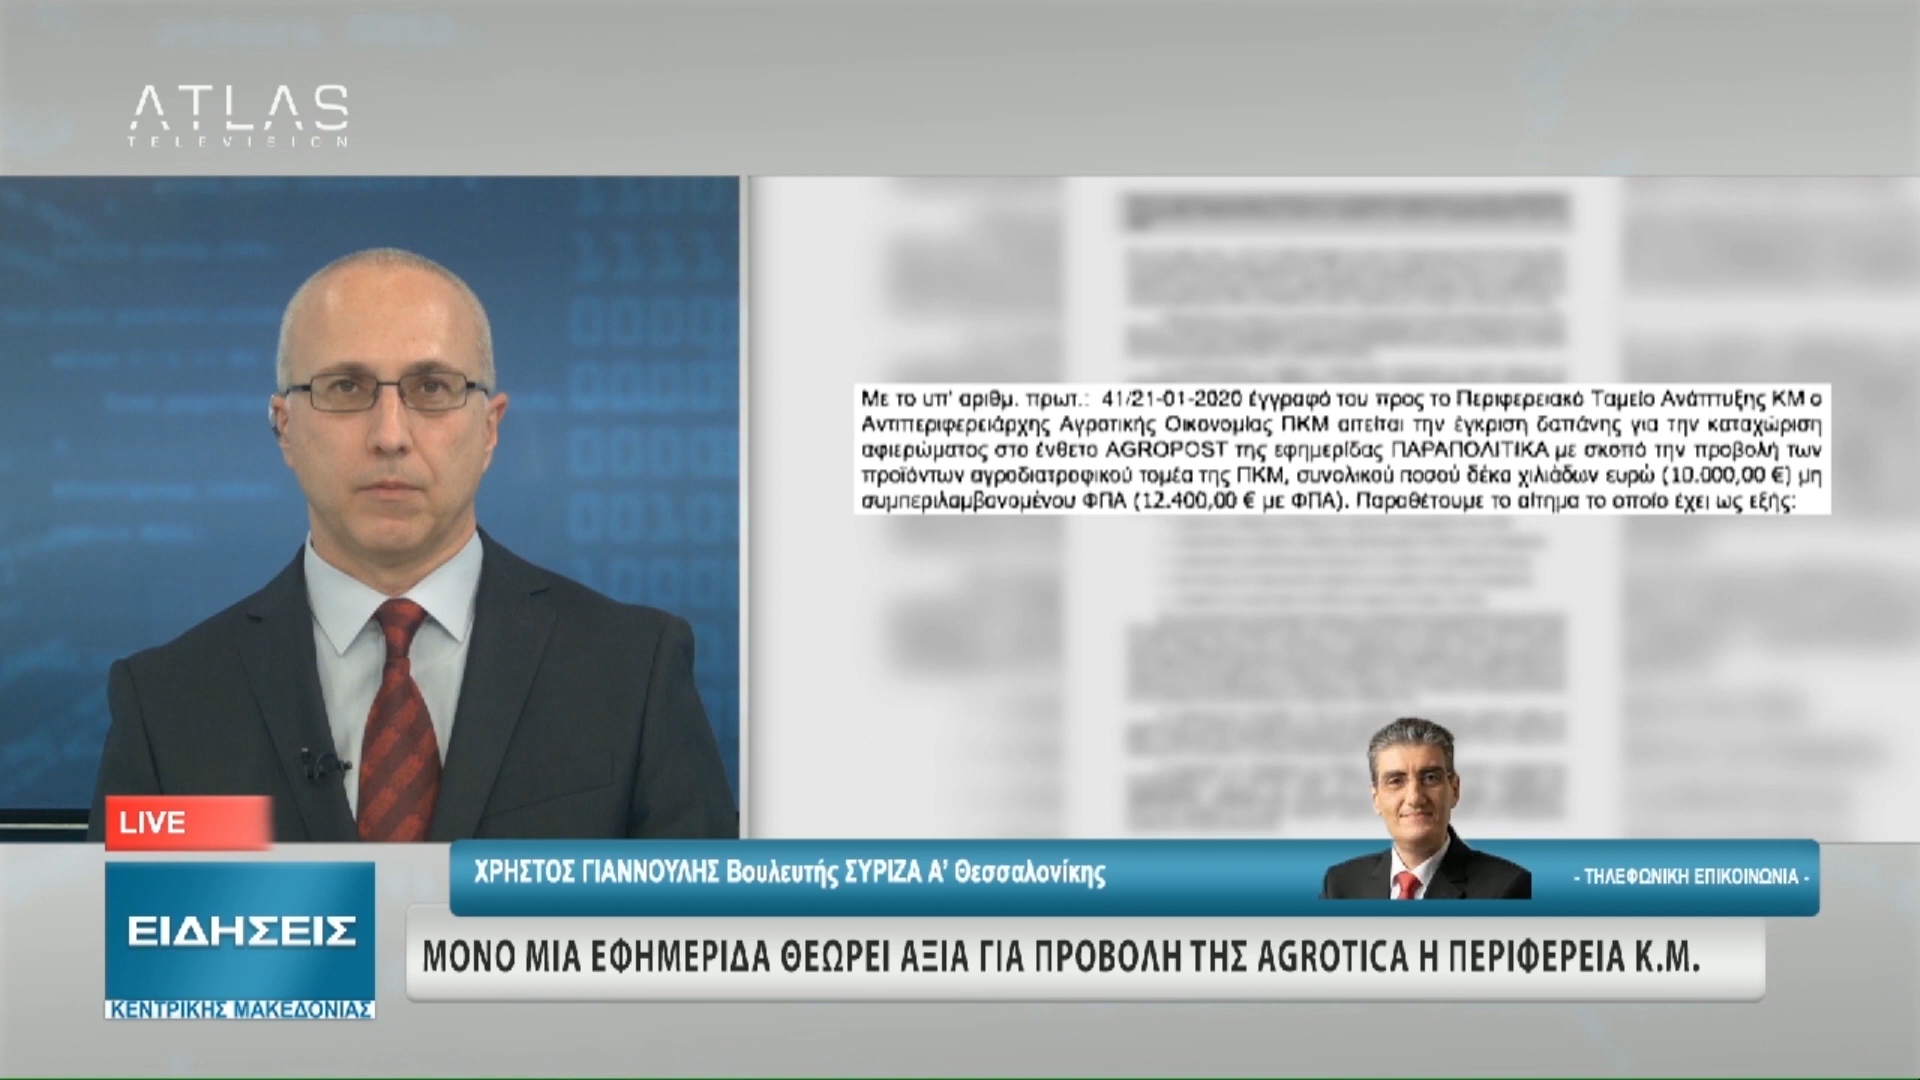 ATLAS
TELEVISION
Με το υπ' αριθμ. πρωτ.: 41/21-01-2020 έγγραφό του προς το Περιφερειακό Ταμείο Ανάπτυξης ΚΜ ο
Αντιπεριφερειάρχης Αγροτικής Οικονομίας ΠΚΜ αιτείται την έγκριση δαπάνης για την καταχώριση
αφιερώματος στο ένθετο AGROPOST της εφημερίδας ΠΑΡΑΠΟΛΙΤΙΚΑ με σκοπό την προβολή των
προϊόντων αγροδιατροφικού τομέα της ΠΚΜ, συνολικού ποσού δέκα χιλιάδων ευρώ (10.000,00 €) μη
συμπεριλαμβανομένου ΦΠΑ (12.400,00 € με ΦΠΑ). Παραθέτουμε το αίτημα το οποίο έχει ως εξής:
LIVE
ΧΡΗΣΤΟΣ ΓΙΑΝΝΟΥΛΗΣ Βουλευτής ΣΥΡΙΖΑ Α' Θεσσαλονίκης
- ΤΗΛΕΦΩΝΙΚΗ ΕΠΙΚΟΙΝΩΝΙΑ -
ΕΙΔΗΣΕΙΣ
ΚΕΝΤΡΙΚΗΣ ΜΑΚΕΔΟΝΙΑΣ
ΜΟΝΟ ΜΙΑ ΕΦΗΜΕΡΙΔΑ ΘΕΩΡΕΙ ΑΞΙΑ ΓΙΑ ΠΡΟΒΟΛΗ ΤΗΣ AGROTICA Η ΠΕΡΙΦΕΡΕΙΑ Κ.Μ.